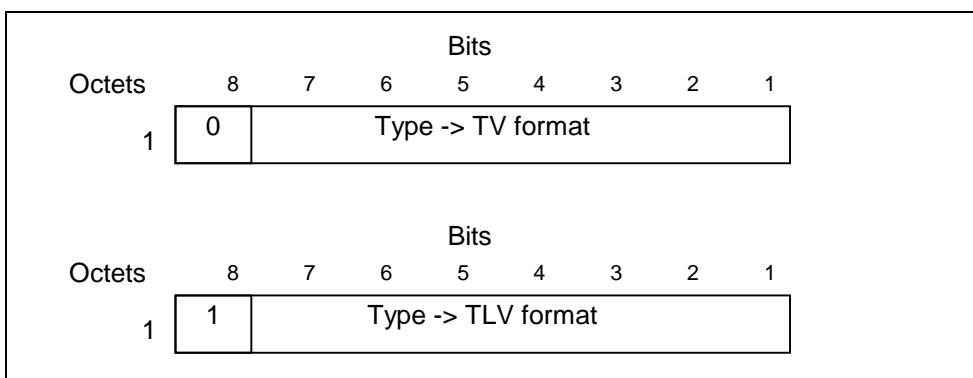 Bits
Octets 8 7 6 5 4 3 2 1
1 0 Type -> TV format
Bits
Octets 8 7 6 5 4 3 2 1
1 1 Type -> TLV format